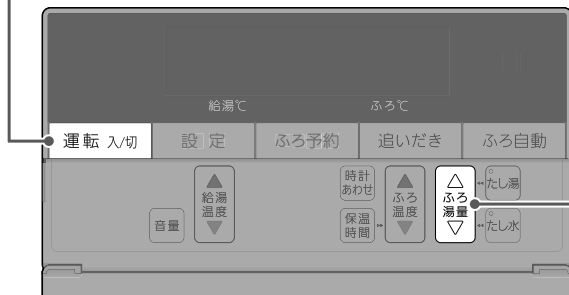 給湯℃ ふろ℃
運転 入/切 設定 ふろ予約 追いだき ふろ自動
給湯
温度
音量
時計
あわせ
保温
時間
ふろ
温度
ふろ
湯量
たし湯
たし水